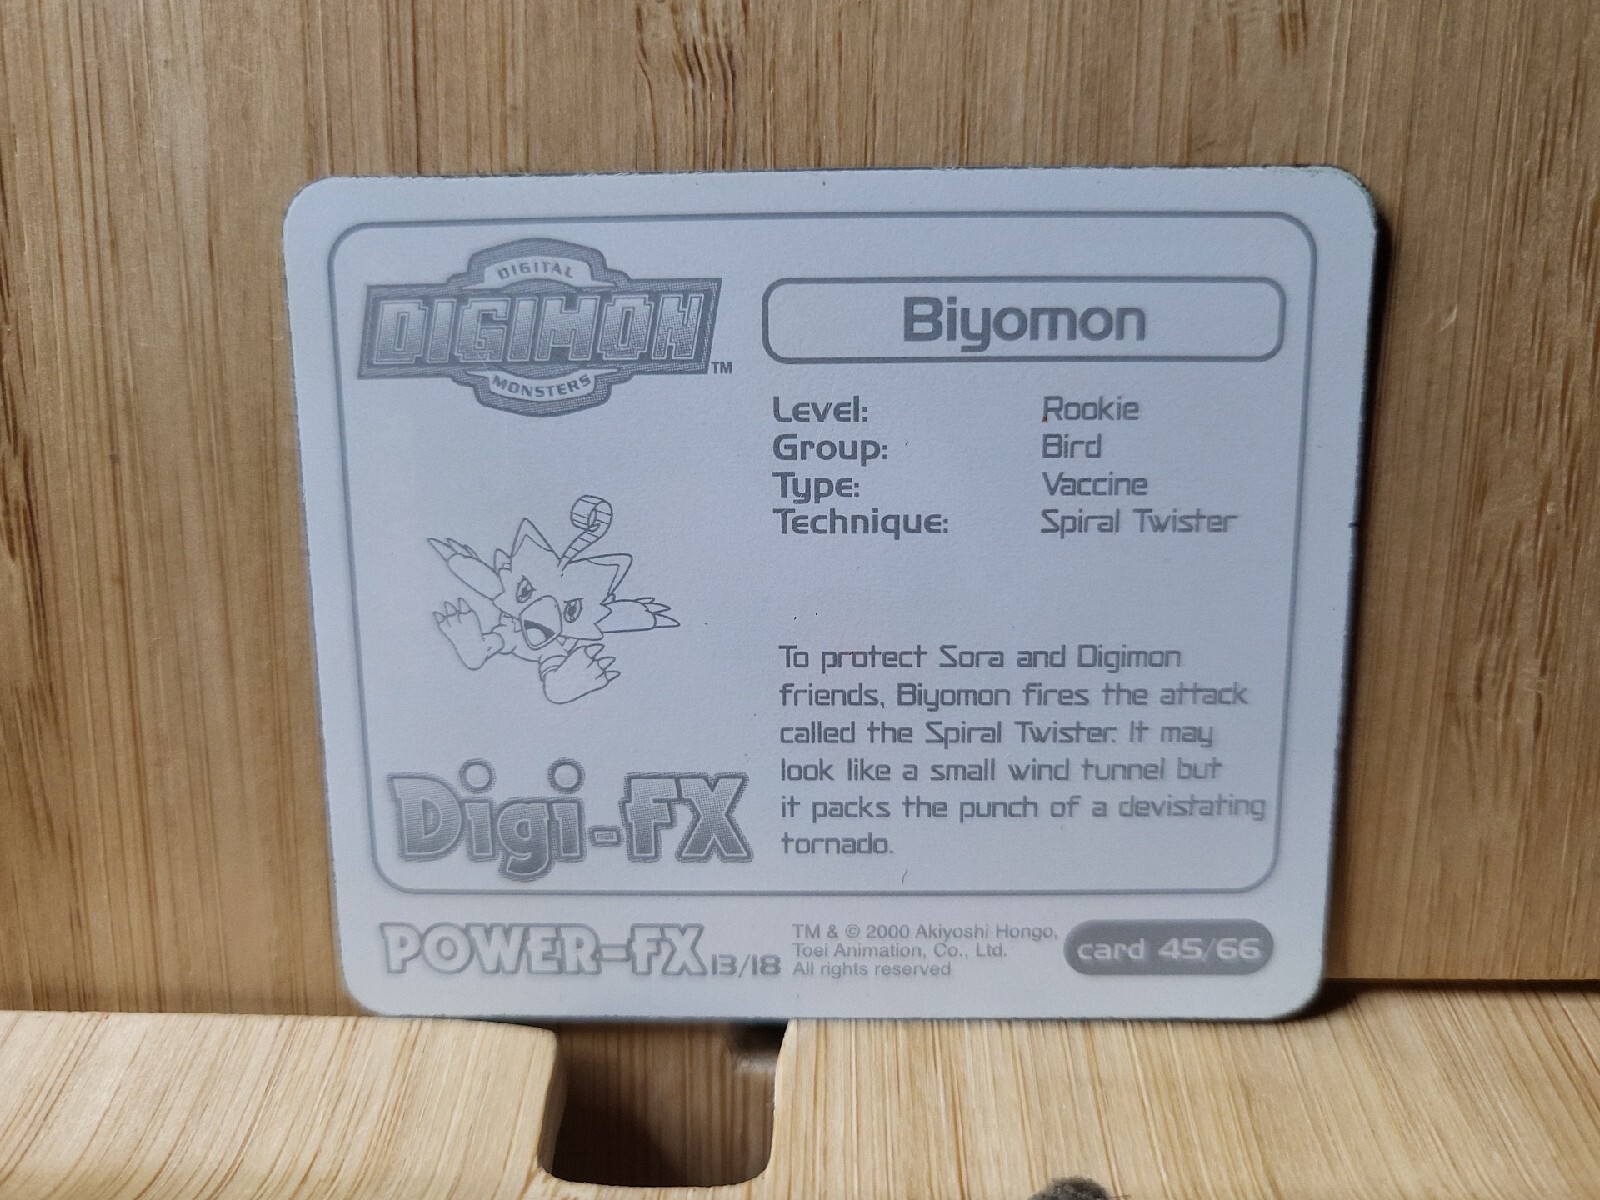 DIGITAL
DIGIMON
TM
MONSTERS
Biyomon
Level: Rookie
Group: Bird
Type: Vaccine
Technique: Spiral Twister
To protect Sora and Digimon
friends, Biyomon fires the attack
called the Spiral Twister. It may
look like a small wind tunnel but
it packs the punch of a devistating
tornado.
Digi-FX
POWER-FX 13/18
TM & © 2000 Akiyoshi Hongo,
Toei Animation, Co., Ltd.
All rights reserved
card 45/66